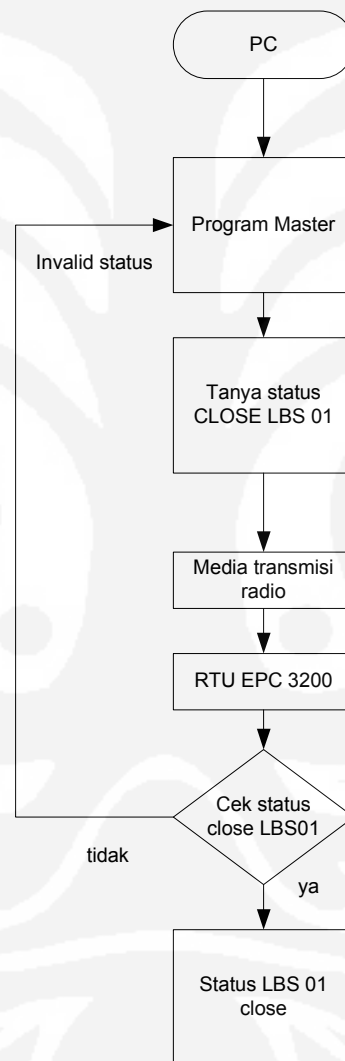 PC
Program Master
Invalid status
Tanya status
CLOSE LBS 01
Media transmisi
radio
RTU EPC 3200
Cek status
close LBS01
tidak
ya
Status LBS 01
close